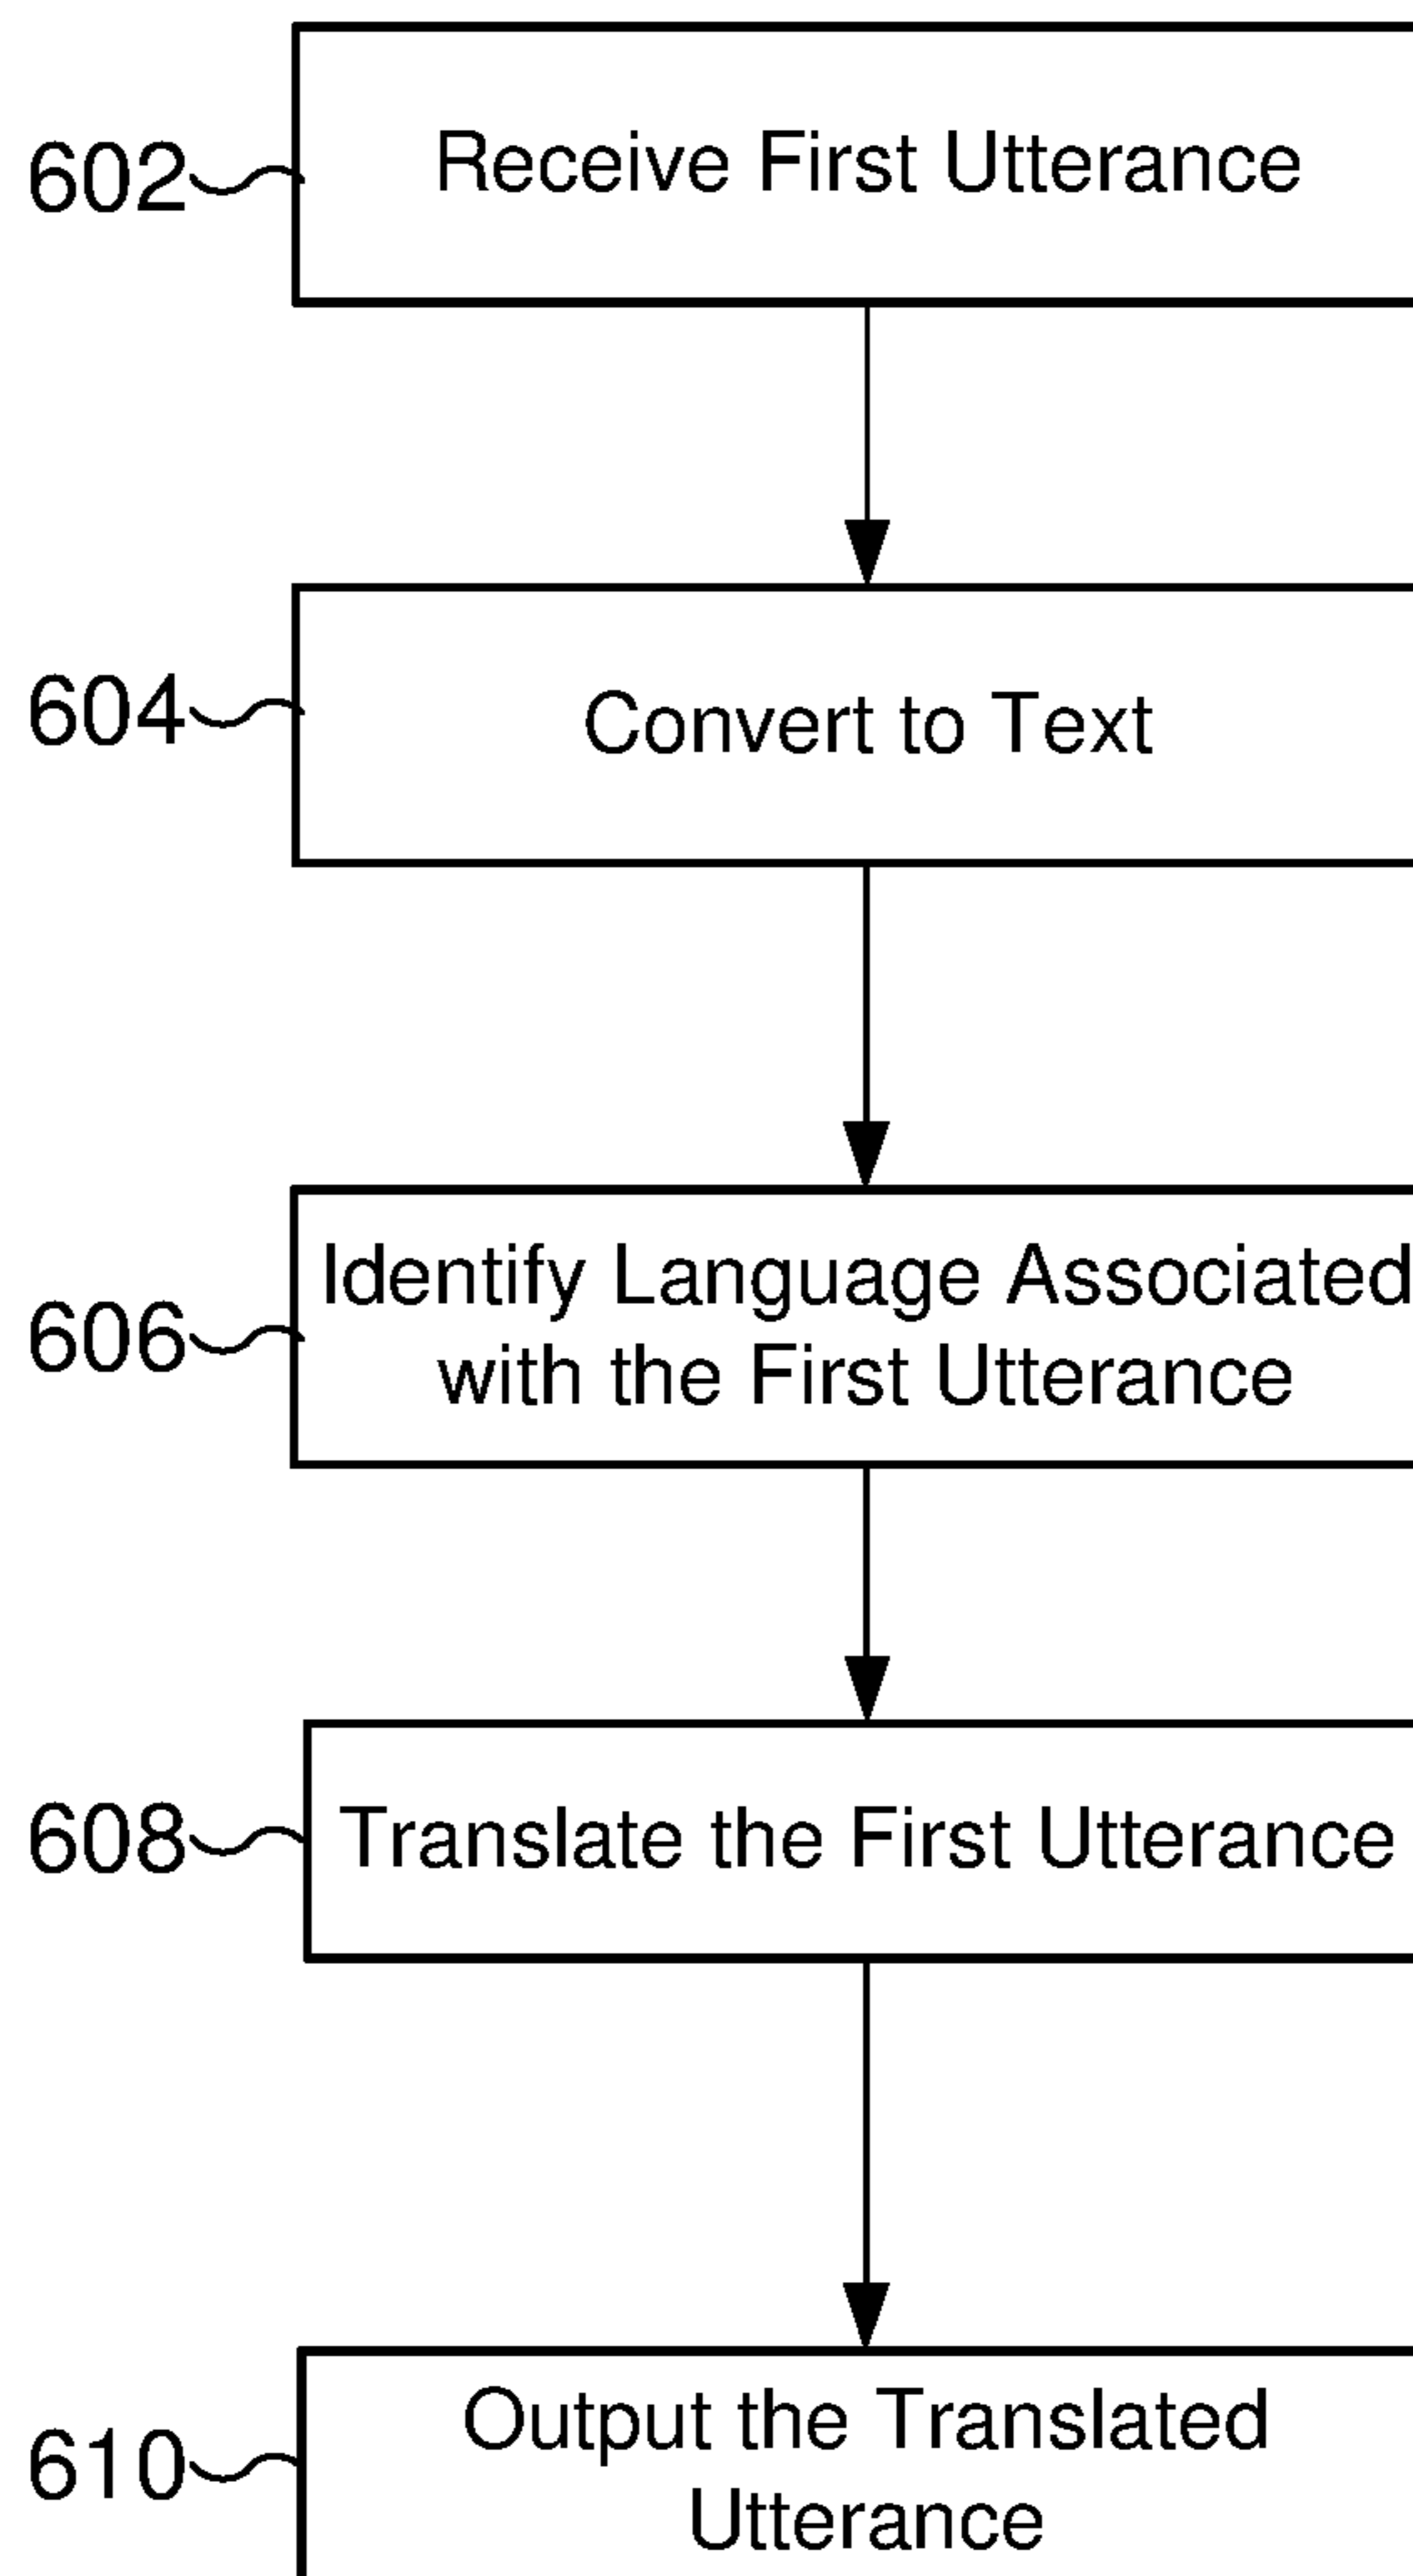 602
Receive First Utterance
604
Convert to Text
606
Identify Language Associated
with the First Utterance
608
Translate the First Utterance
610
Output the Translated
Utterance